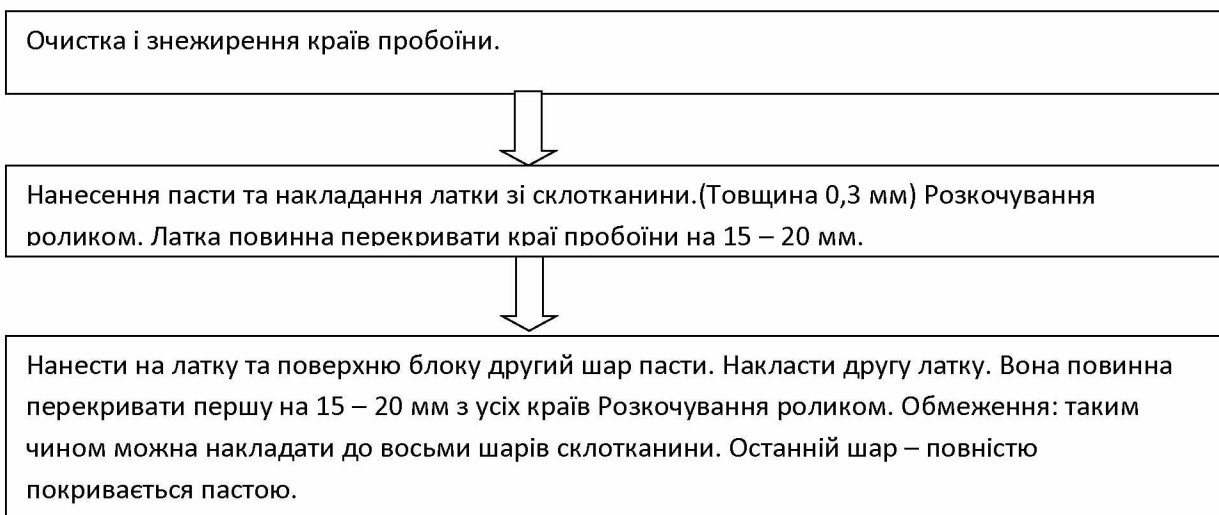 Очистка і знежирення країв пробоїни.
Нанесення пасти та накладання латки зі склотканини.(Товщина 0,3 мм) Розкочування
роликом. Латка повинна перекривати краї пробоїни на 15 – 20 мм.
Нанести на латку та поверхню блоку другий шар пасти. Накласти другу латку. Вона повинна
перекривати першу на 15 – 20 мм з усіх країв Розкочування роликом. Обмеження: таким
чином можна накладати до восьми шарів склотканини. Останній шар – повністю
покривається пастою.